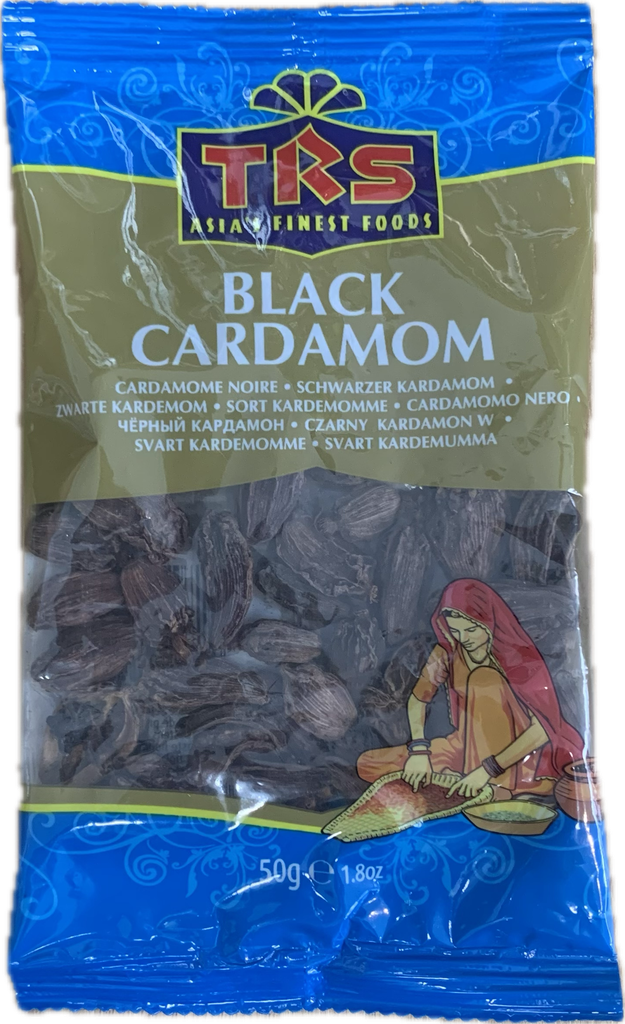 TRS
ASIA'S FINEST FOODS
BLACK
CARDAMOM
CARDAMOME NOIRE • SCHWARZER KARDAMOM •
ZWARTE KARDEMOM • SORT KARDEMOMME • CARDAMOMO NERO •
ЧЁРНЫЙ КАРДАМОН • CZARNY KARDAMON W •
SVART KARDEMOMME • SVART KARDEMUMMA
50g ℮ 1.8oz